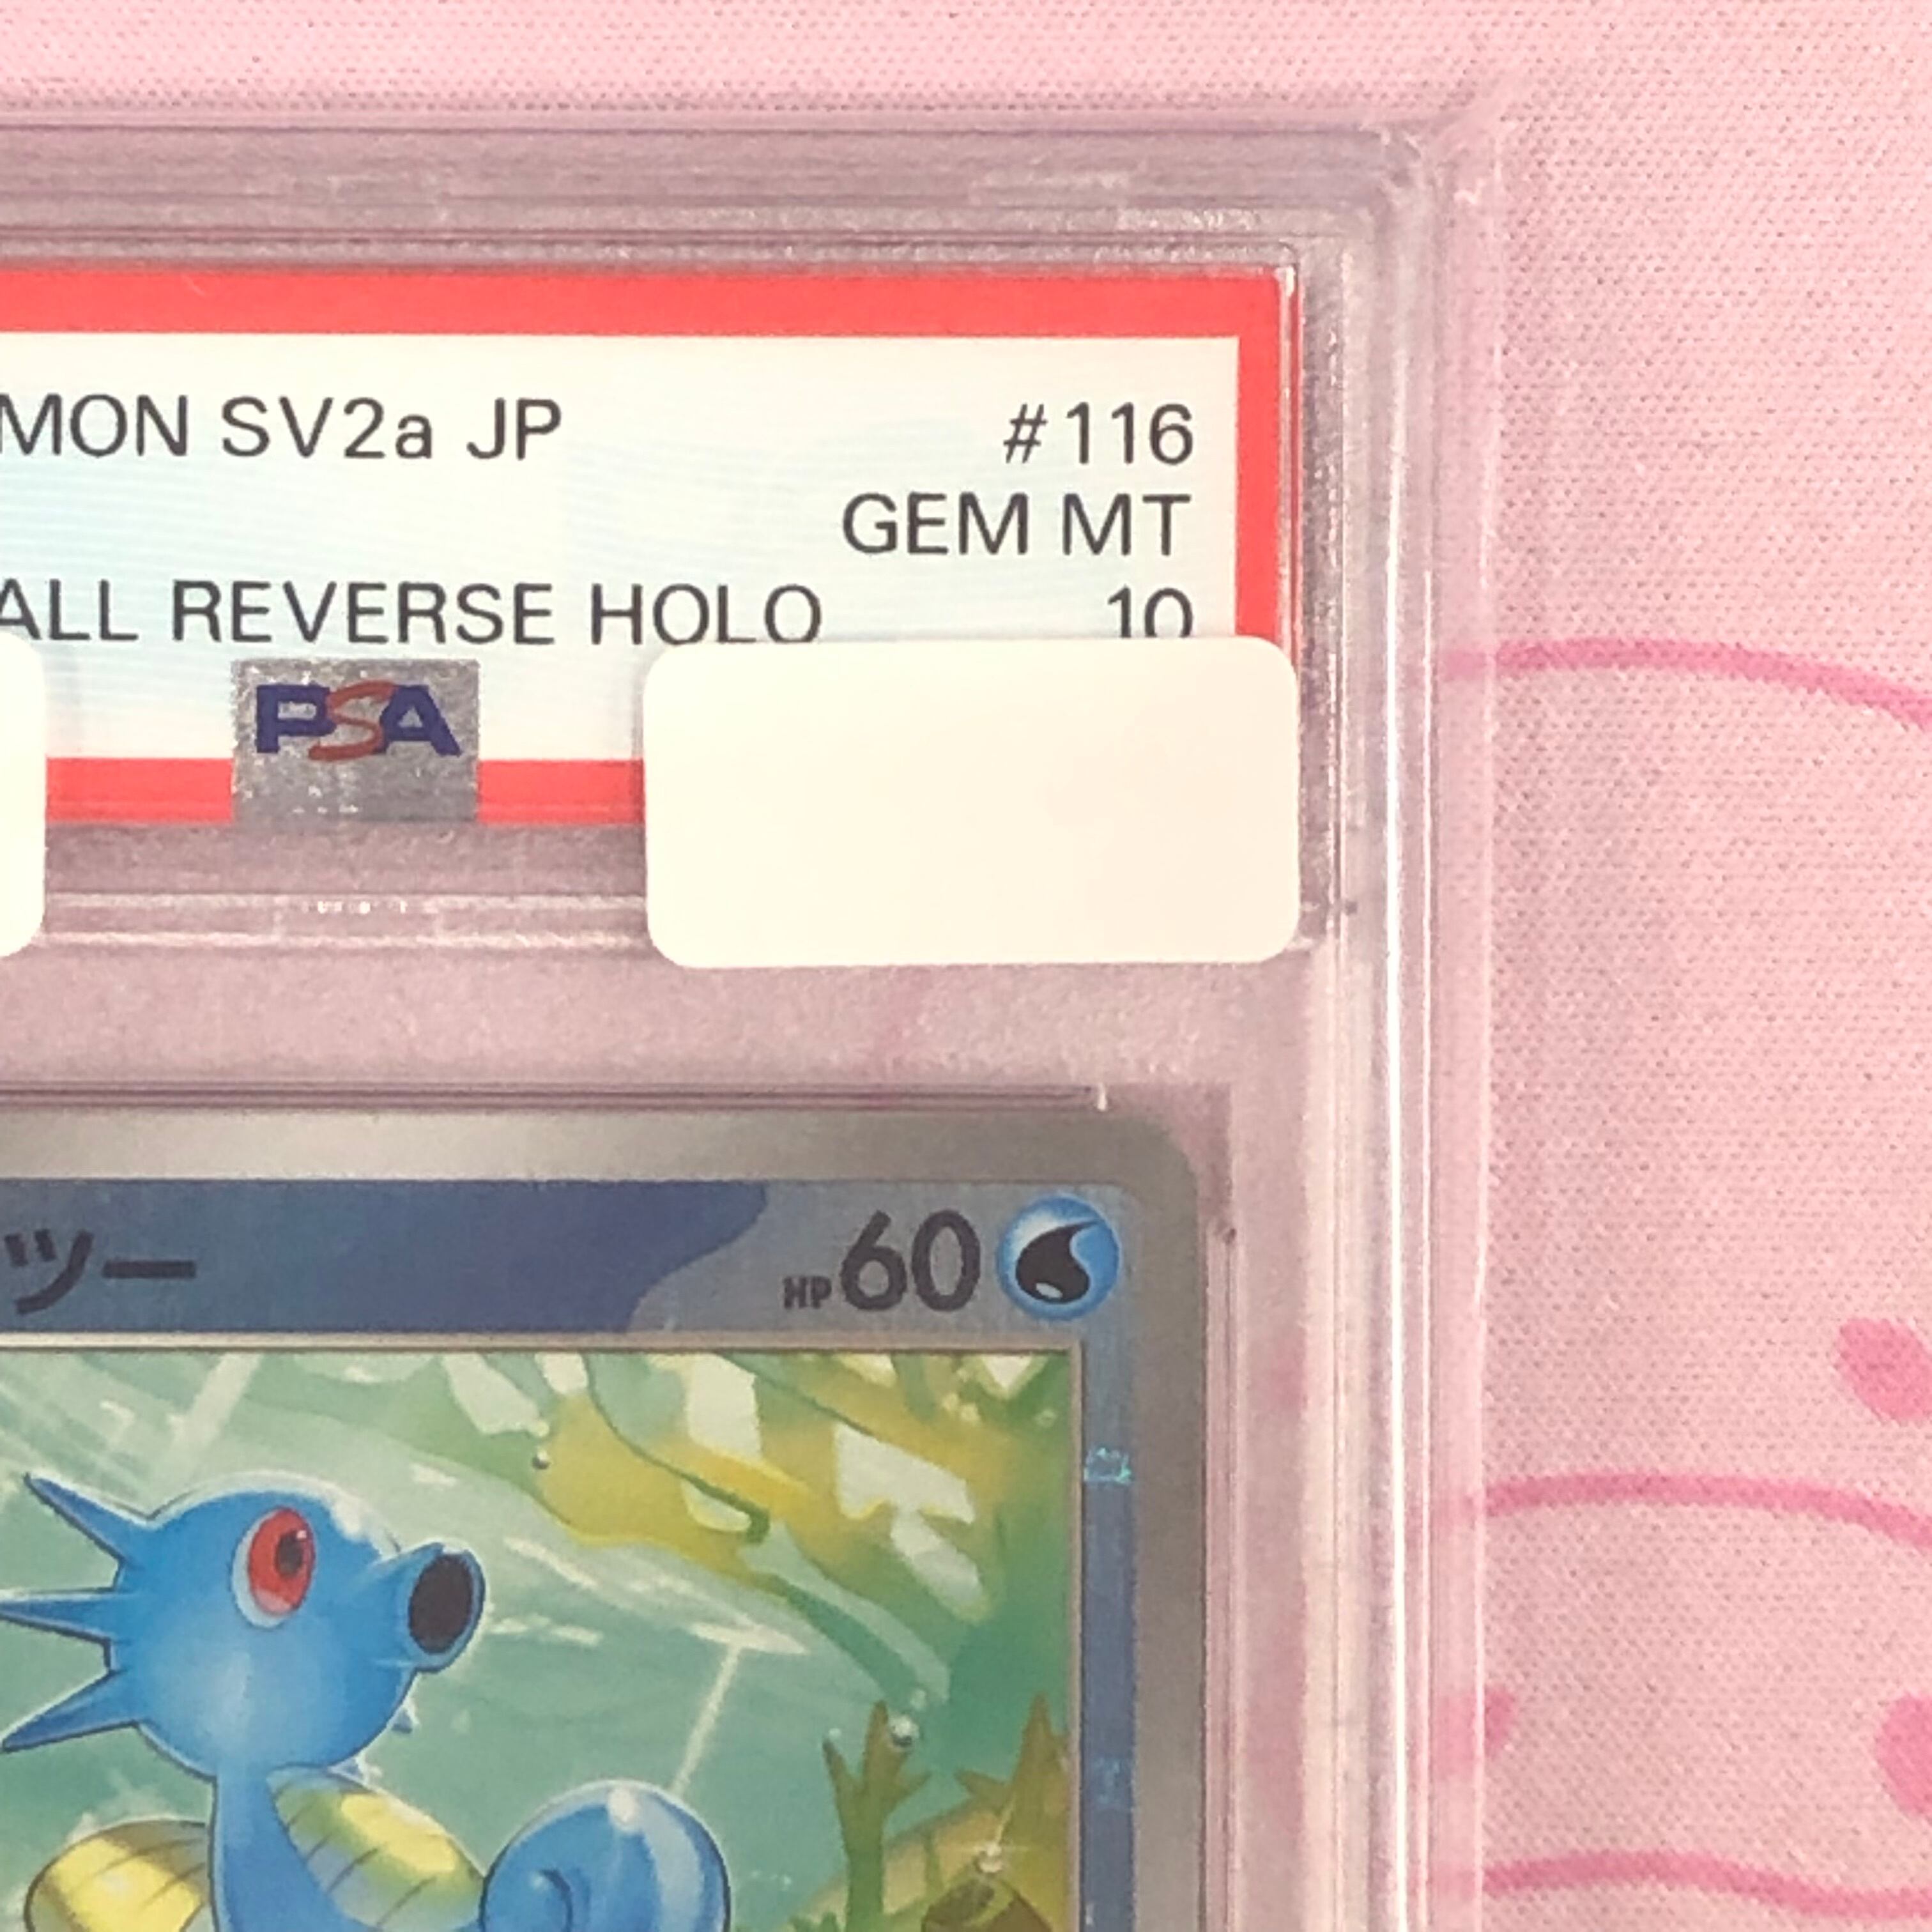 MON SV2a JP #116
GEM MT
ALL REVERSE HOLO 10
PSA
ツー HP60